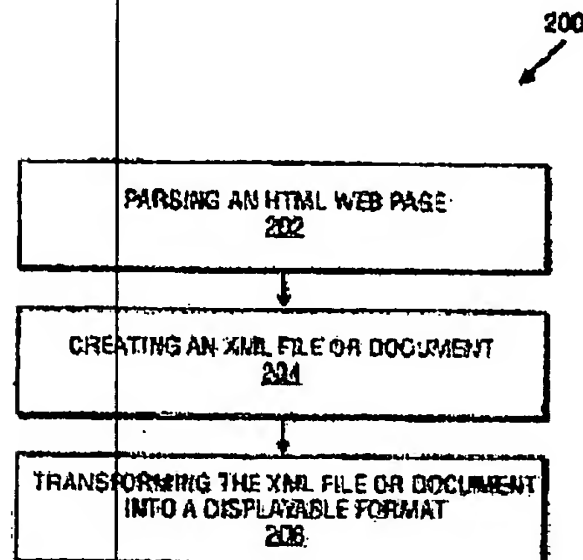 200
PARSING AN HTML WEB PAGE
202
CREATING AN XML FILE OR DOCUMENT
204
TRANSFORMING THE XML FILE OR DOCUMENT
INTO A DISPLAYABLE FORMAT
206